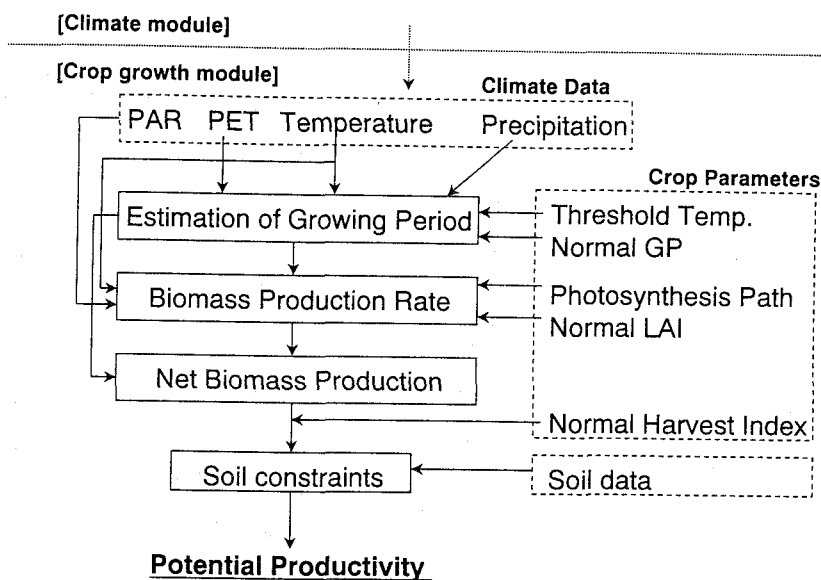 [Climate module]
[Crop growth module]
Climate Data
PAR PET Temperature Precipitation
Crop Parameters
Estimation of Growing Period
Threshold Temp.
Normal GP
Biomass Production Rate
Photosynthesis Path
Normal LAI
Net Biomass Production
Normal Harvest Index
Soil constraints
Soil data
Potential Productivity